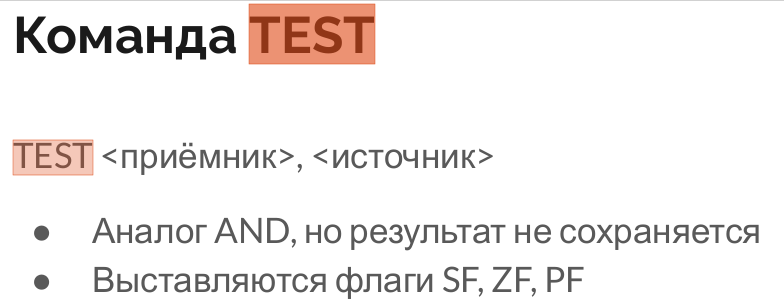 Команда TEST
TEST <приёмник>, <источник>
● Аналог AND, но результат не сохраняется
● Выставляются флаги SF, ZF, PF